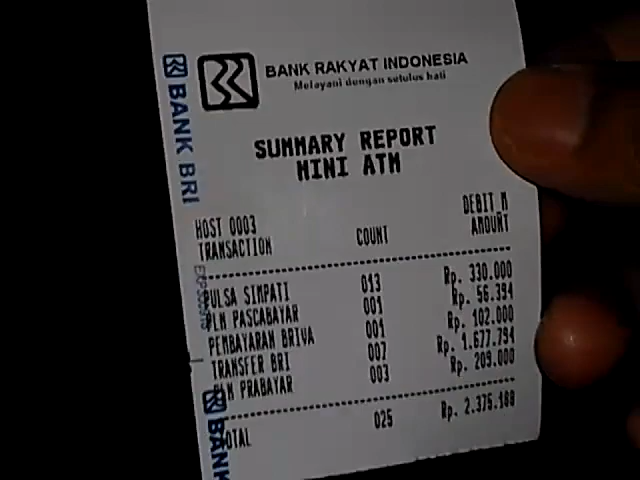 BANK BRI
BANK RAKYAT INDONESIA
Melayani dengan setulus hati
SUMMARY REPORT
MINI ATM
HOST 0003
DEBIT M
TRANSACTION COUNT AMOUNT
PULSA SIMPATI 013 Rp. 330.000
PLN PASCABAYAR 001 Rp. 56.394
PEMBAYARAN BRIVA 001 Rp. 102.000
TRANSFER BRI 007 Rp. 1.677.794
PLN PRABAYAR 003 Rp. 209.000
TOTAL 025 Rp. 2.375.188
BANK